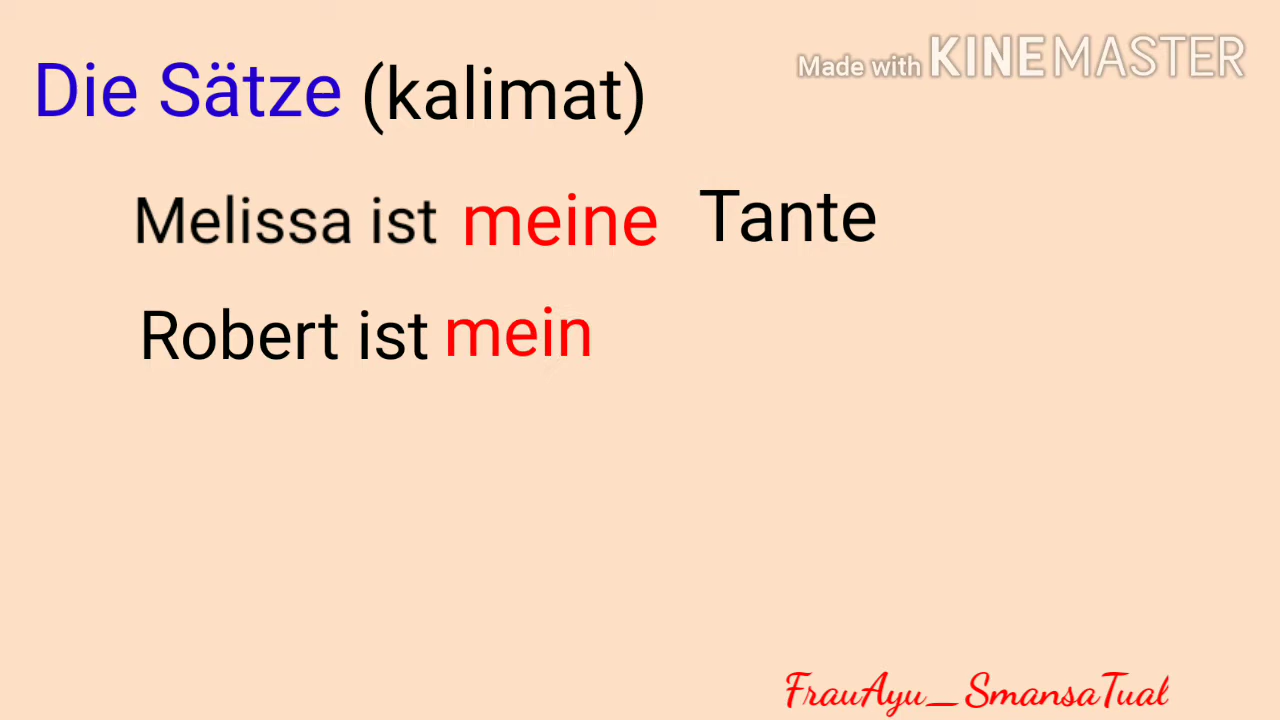 Made with KINEMASTER
Die Sätze (kalimat)
Melissa ist meine Tante
Robert ist mein
FrauAyu_SmansaTual